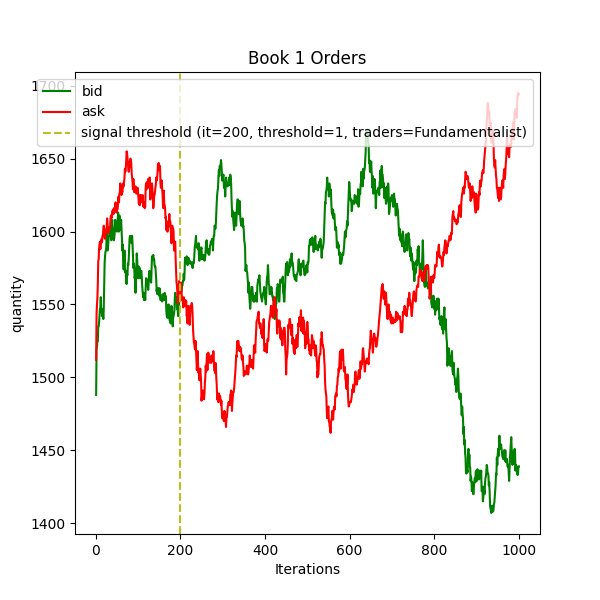 Book 1 Orders
bid
ask
signal threshold (it=200, threshold=1, traders=Fundamentalist)
quantity
1700
1650
1600
1550
1500
1450
1400
0 200 400 600 800 1000
Iterations